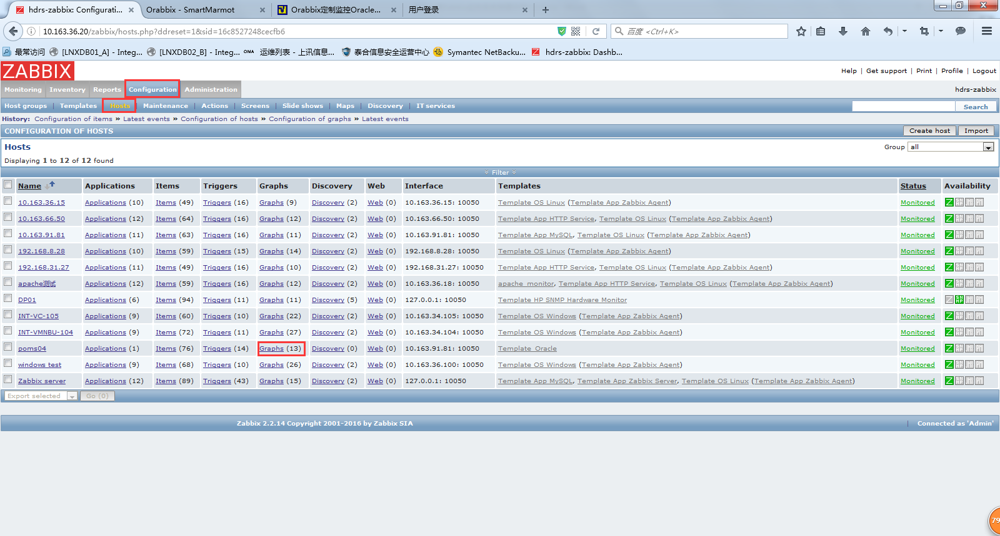 hdrs-zabbix: Configurati... × Orabbix - SmartMarmot × Orabbix定制监控Oracle... × 用户登录 × +
10.163.36.20/zabbix/hosts.php?ddreset=1&sid=16c8527248cecfb6 百度 <Ctrl+K>
最常访问 [LNXDB01_A] - Integ... [LNXDB02_B] - Integ... OMA 运维列表 - 上讯信息... 泰合信息安全运营中心 Symantec NetBacku... hdrs-zabbix: Dashb...
ZABBIX
Help | Get support | Print | Profile | Logout
Monitoring Inventory Reports Configuration Administration hdrs-zabbix
Host groups | Templates | Hosts | Maintenance | Actions | Screens | Slide shows | Maps | Discovery | IT services Search
History: Configuration of items » Latest events » Configuration of hosts » Configuration of graphs » Latest events
CONFIGURATION OF HOSTS Create host Import
Hosts Group all
Displaying 1 to 12 of 12 found
Filter
Name Applications Items Triggers Graphs Discovery Web Interface Templates Status Availability
10.163.36.15 Applications (10) Items (49) Triggers (16) Graphs (9) Discovery (2) Web (0) 10.163.36.15: 10050 Template OS Linux (Template App Zabbix Agent) Monitored
10.163.66.50 Applications (12) Items (64) Triggers (16) Graphs (12) Discovery (2) Web (0) 10.163.66.50: 10050 Template App HTTP Service, Template OS Linux (Template App Zabbix Agent) Monitored
10.163.91.81 Applications (11) Items (63) Triggers (16) Graphs (11) Discovery (2) Web (0) 10.163.91.81: 10050 Template App MySQL, Template OS Linux (Template App Zabbix Agent) Monitored
192.168.8.28 Applications (10) Items (59) Triggers (15) Graphs (14) Discovery (2) Web (0) 192.168.8.28: 10050 Template OS Linux (Template App Zabbix Agent) Monitored
192.168.31.27 Applications (11) Items (49) Triggers (16) Graphs (10) Discovery (2) Web (0) 192.168.31.27: 10050 Template App HTTP Service, Template OS Linux (Template App Zabbix Agent) Monitored
apache测试 Applications (12) Items (59) Triggers (16) Graphs (12) Discovery (2) Web (0) 10.163.36.18: 10050 apache_monitor, Template App HTTP Service, Template OS Linux (Template App Zabbix Agent) Monitored
DP01 Applications (6) Items (94) Triggers (11) Graphs (11) Discovery (5) Web (0) 127.0.0.1: 10050 Template HP SNMP Hardware Monitor Monitored
INT-VC-105 Applications (9) Items (60) Triggers (10) Graphs (22) Discovery (2) Web (0) 10.163.34.105: 10050 Template OS Windows (Template App Zabbix Agent) Monitored
INT-VMNBU-104 Applications (9) Items (72) Triggers (11) Graphs (27) Discovery (2) Web (0) 10.163.34.104: 10050 Template OS Windows (Template App Zabbix Agent) Monitored
poms04 Applications (1) Items (76) Triggers (14) Graphs (13) Discovery (0) Web (0) 10.163.91.81: 10050 Template_Oracle Monitored
windows test Applications (9) Items (68) Triggers (10) Graphs (26) Discovery (2) Web (0) 10.163.36.100: 10050 Template OS Windows (Template App Zabbix Agent) Monitored
Zabbix server Applications (12) Items (89) Triggers (43) Graphs (15) Discovery (2) Web (0) 127.0.0.1: 10050 Template App MySQL, Template App Zabbix Server, Template OS Linux (Template App Zabbix Agent) Monitored
Export selected Go (0)
Zabbix 2.2.14 Copyright 2001-2016 by Zabbix SIA | Connected as 'Admin'